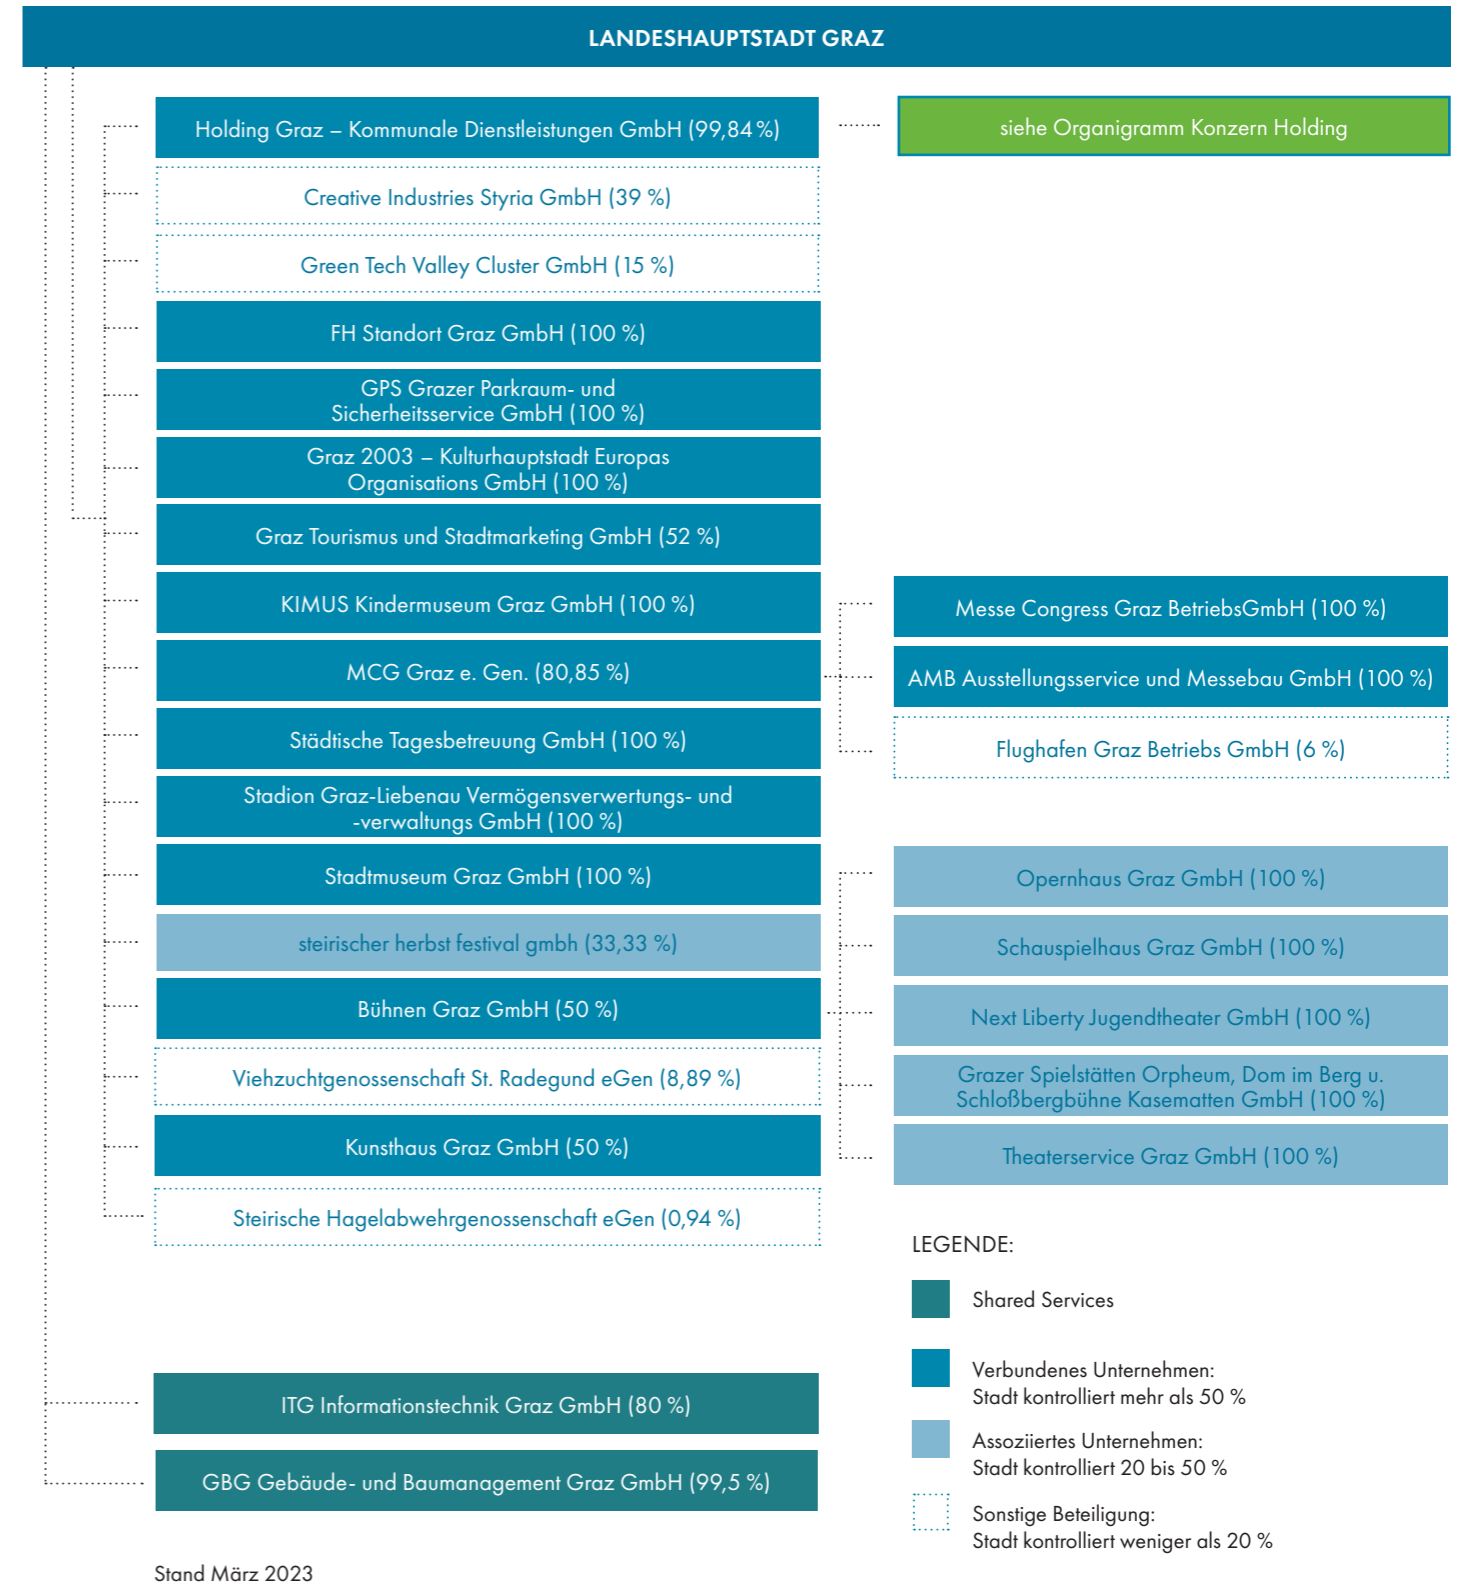 LANDESHAUPTSTADT GRAZ
Holding Graz – Kommunale Dienstleistungen GmbH (99,84 %)
siehe Organigramm Konzern Holding
Creative Industries Styria GmbH (39 %)
Green Tech Valley Cluster GmbH (15 %)
FH Standort Graz GmbH (100 %)
GPS Grazer Parkraum- und
Sicherheitsservice GmbH (100 %)
Graz 2003 – Kulturhauptstadt Europas
Organisations GmbH (100 %)
Graz Tourismus und Stadtmarketing GmbH (52 %)
KIMUS Kindermuseum Graz GmbH (100 %)
MCG Graz e. Gen. (80,85 %)
Messe Congress Graz BetriebsGmbH (100 %)
AMB Ausstellungsservice und Messebau GmbH (100 %)
Flughafen Graz Betriebs GmbH (6 %)
Städtische Tagesbetreuung GmbH (100 %)
Stadion Graz-Liebenau Vermögensverwertungs- und
-verwaltungs GmbH (100 %)
Stadtmuseum Graz GmbH (100 %)
steirischer herbst festival gmbh (33,33 %)
Bühnen Graz GmbH (50 %)
Opernhaus Graz GmbH (100 %)
Schauspielhaus Graz GmbH (100 %)
Next Liberty Jugendtheater GmbH (100 %)
Grazer Spielstätten Orpheum, Dom im Berg u.
Schloßbergbühne Kasematten GmbH (100 %)
Theaterservice Graz GmbH (100 %)
Viehzuchtgenossenschaft St. Radegund eGen (8,89 %)
Kunsthaus Graz GmbH (50 %)
Steirische Hagelabwehrgenossenschaft eGen (0,94 %)
ITG Informationstechnik Graz GmbH (80 %)
GBG Gebäude- und Baumanagement Graz GmbH (99,5 %)
LEGENDE:
Shared Services
Verbundenes Unternehmen:
Stadt kontrolliert mehr als 50 %
Assoziiertes Unternehmen:
Stadt kontrolliert 20 bis 50 %
Sonstige Beteiligung:
Stadt kontrolliert weniger als 20 %
Stand März 2023